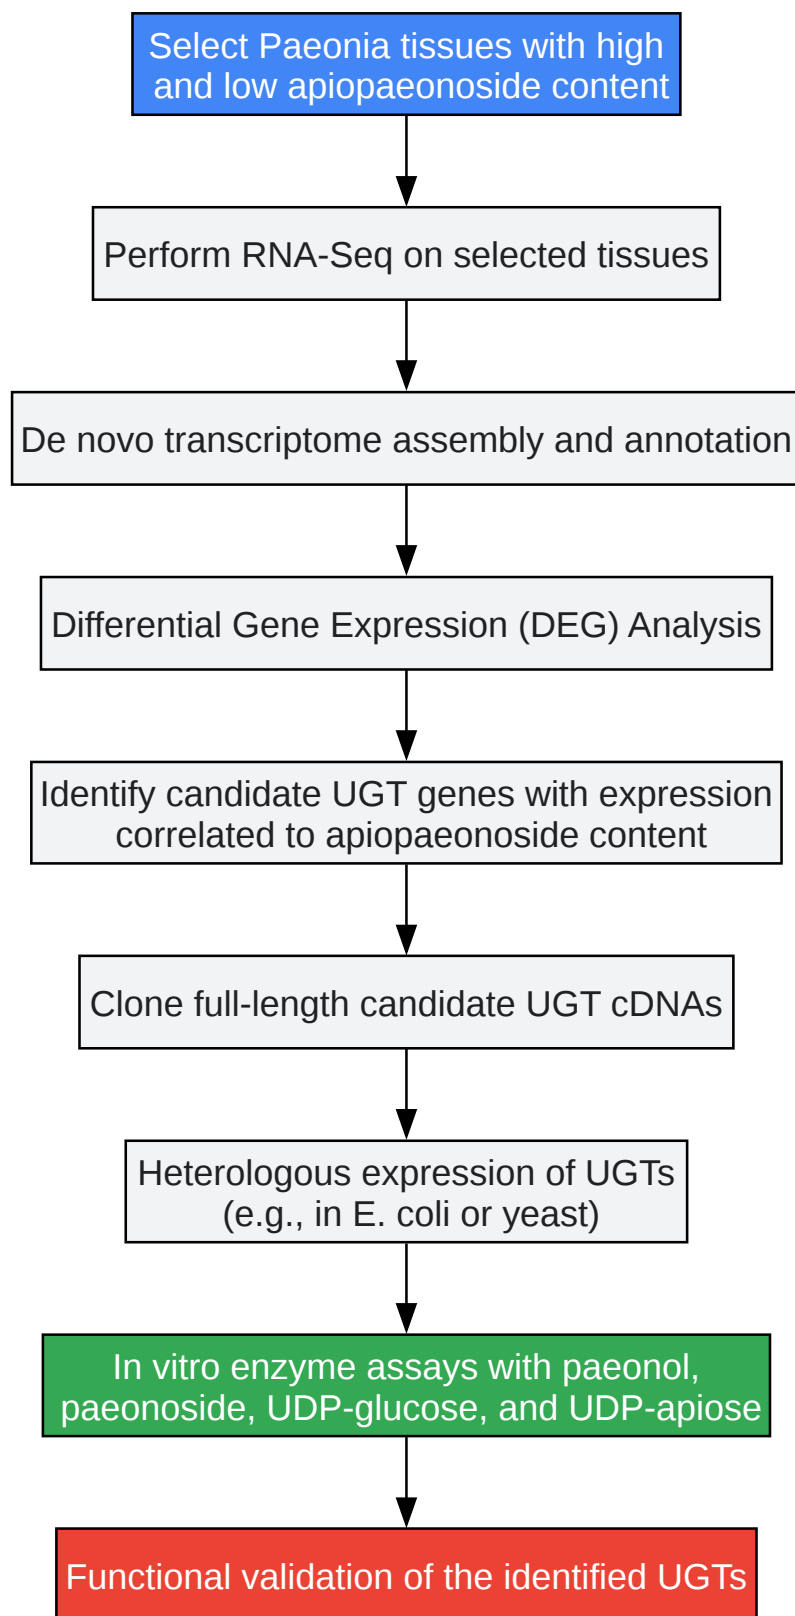 Select Paeonia tissues with high
and low apiopaeonoside content
Perform RNA-Seq on selected tissues
De novo transcriptome assembly and annotation
Differential Gene Expression (DEG) Analysis
Identify candidate UGT genes with expression
correlated to apiopaeonoside content
Clone full-length candidate UGT cDNAs
Heterologous expression of UGTs
(e.g., in E. coli or yeast)
In vitro enzyme assays with paeonol,
paeonoside, UDP-glucose, and UDP-apiose
Functional validation of the identified UGTs